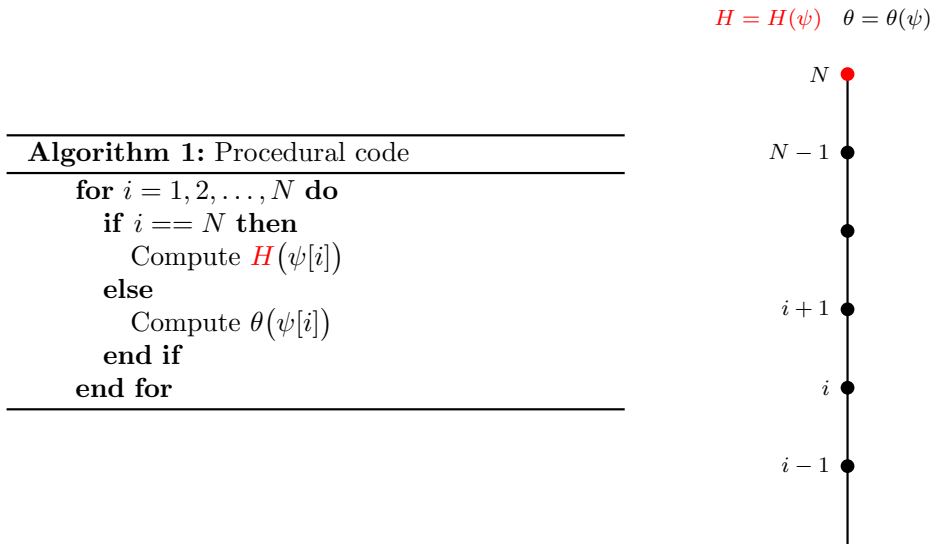 H = H(ψ) θ = θ(ψ)
N
N − 1
i + 1
i
i − 1
Algorithm 1: Procedural code
for i = 1, 2, . . . , N do
if i == N then
Compute H(ψ[i])
else
Compute θ(ψ[i])
end if
end for